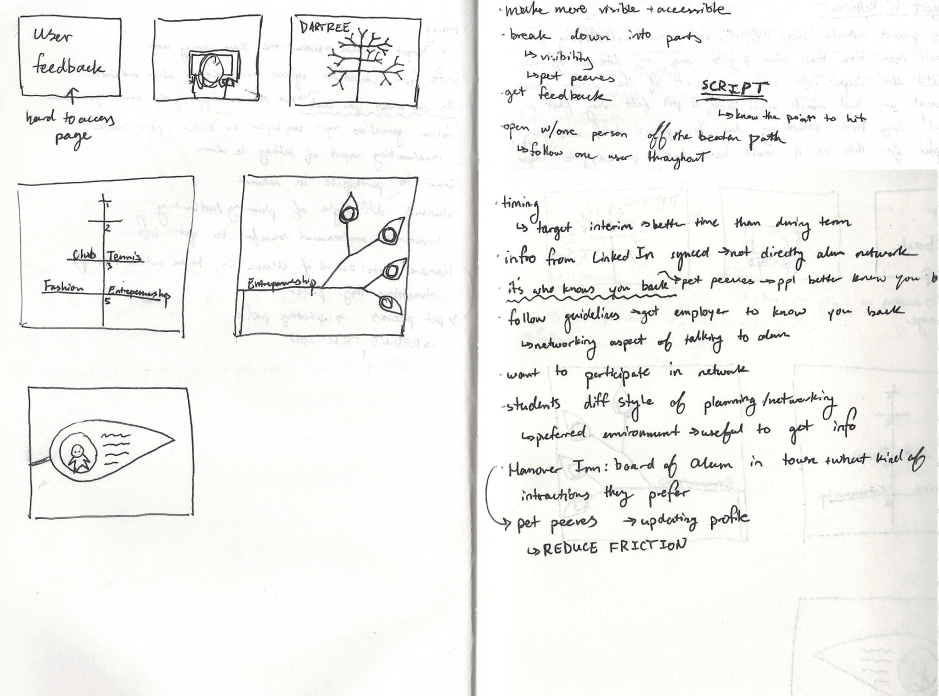 User
feedback
hard to access
page
DARTREE
1
2
Club Tennis
3
Fashion Entrepreneurship
5
Entrepreneurship
· make more visible + accessible
· break down into parts
↳ visibility
↳ pet peeves
· get feedback
SCRIPT
↳ know the points to hit
· open w/one person off the beaten path
↳ follow one user throughout
· timing
↳ target interim → better time than during term
· info from Linked In synced → not directly alum network
· it's who knows you back → pet peeves → ppl better know you b
· follow guidelines → get employer to know you back
↳ networking aspect of talking to alum
· want to participate in network
· students diff style of planning/networking
↳ preferred environment → useful to get info
· Hanover Inn: board of alum in town + what kind of
intractions they prefer
→ pet peeves → updating profile
↳ REDUCE FRICTION